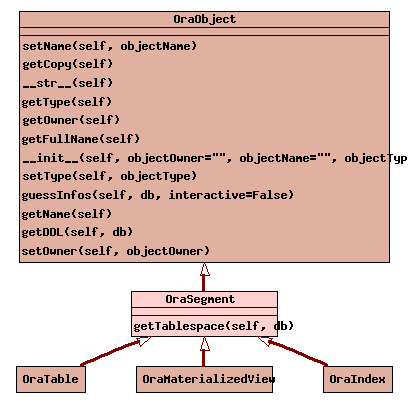 OraObject
setName(self, objectName)
getCopy(self)
__str__(self)
getType(self)
getOwner(self)
getFullName(self)
__init__(self, objectOwner="", objectName="", objectTyp
setType(self, objectType)
guessInfos(self, db, interactive=False)
getName(self)
getDDL(self, db)
setOwner(self, objectOwner)
OraSegment
getTablespace(self, db)
OraTable
OraMaterializedView
OraIndex